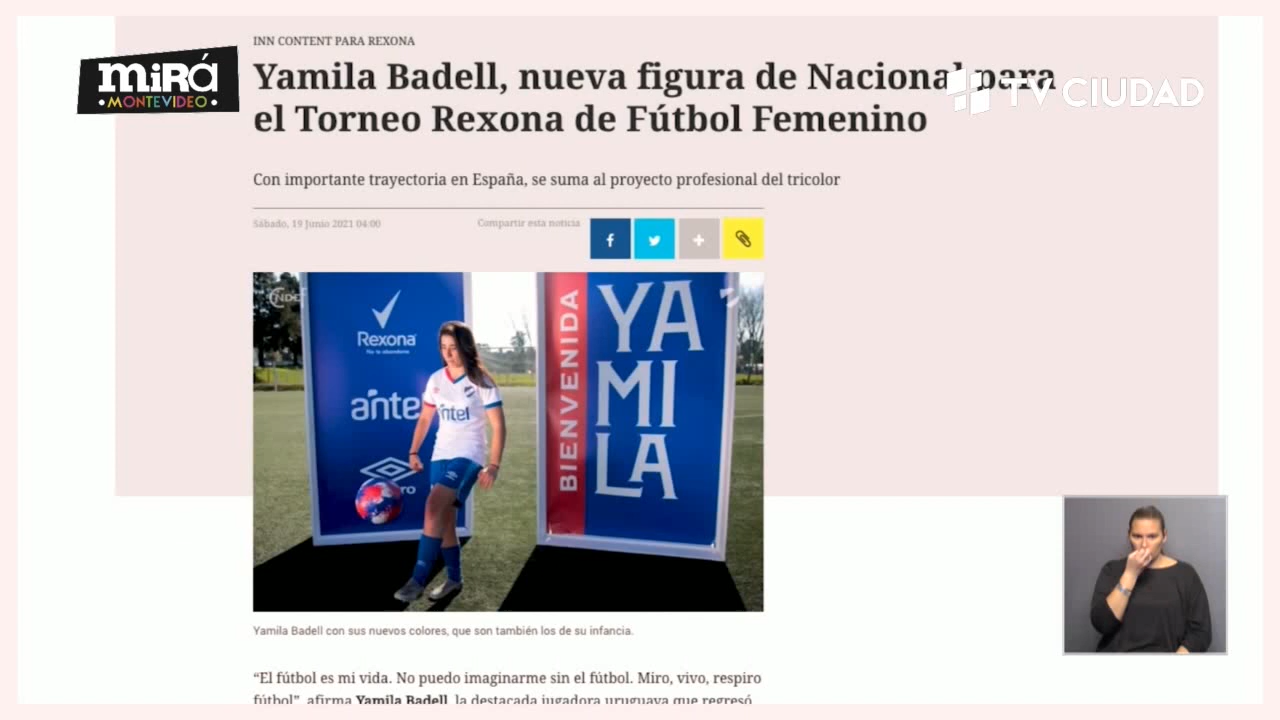 INN CONTENT PARA REXONA
mirá
MONTEVIDEO
Yamila Badell, nueva figura de Nacional para
el Torneo Rexona de Fútbol Femenino
TV CIUDAD
Con importante trayectoria en España, se suma al proyecto profesional del tricolor
Sábado, 19 Junio 2021 04:00
Compartir esta noticia
Rexona
No te abandona
antel
antel
BIENVENIDA
YA
MI
LA
Yamila Badell con sus nuevos colores, que son también los de su infancia.
“El fútbol es mi vida. No puedo imaginarme sin el fútbol. Miro, vivo, respiro
fútbol”, afirma Yamila Badell, la destacada jugadora uruguaya que regresó